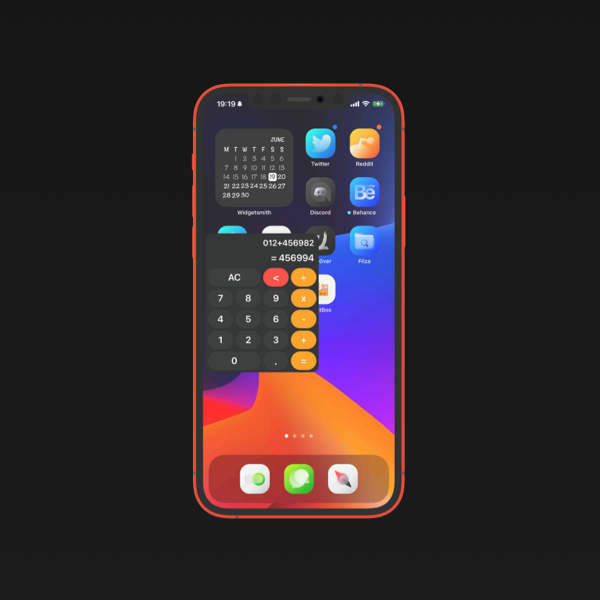 19:19
JUNE
M T W T F S S
1 2 3 4 5 6
7 8 9 10 11 12 13
14 15 16 17 18 19 20
21 22 23 24 25 26 27
28 29 30
Widgetsmith
Twitter
Reddit
Bē
Discord
Behance
Over
Filza
tBox
012+456982
= 456994
AC < ÷
7 8 9 x
4 5 6 -
1 2 3 +
0 . =